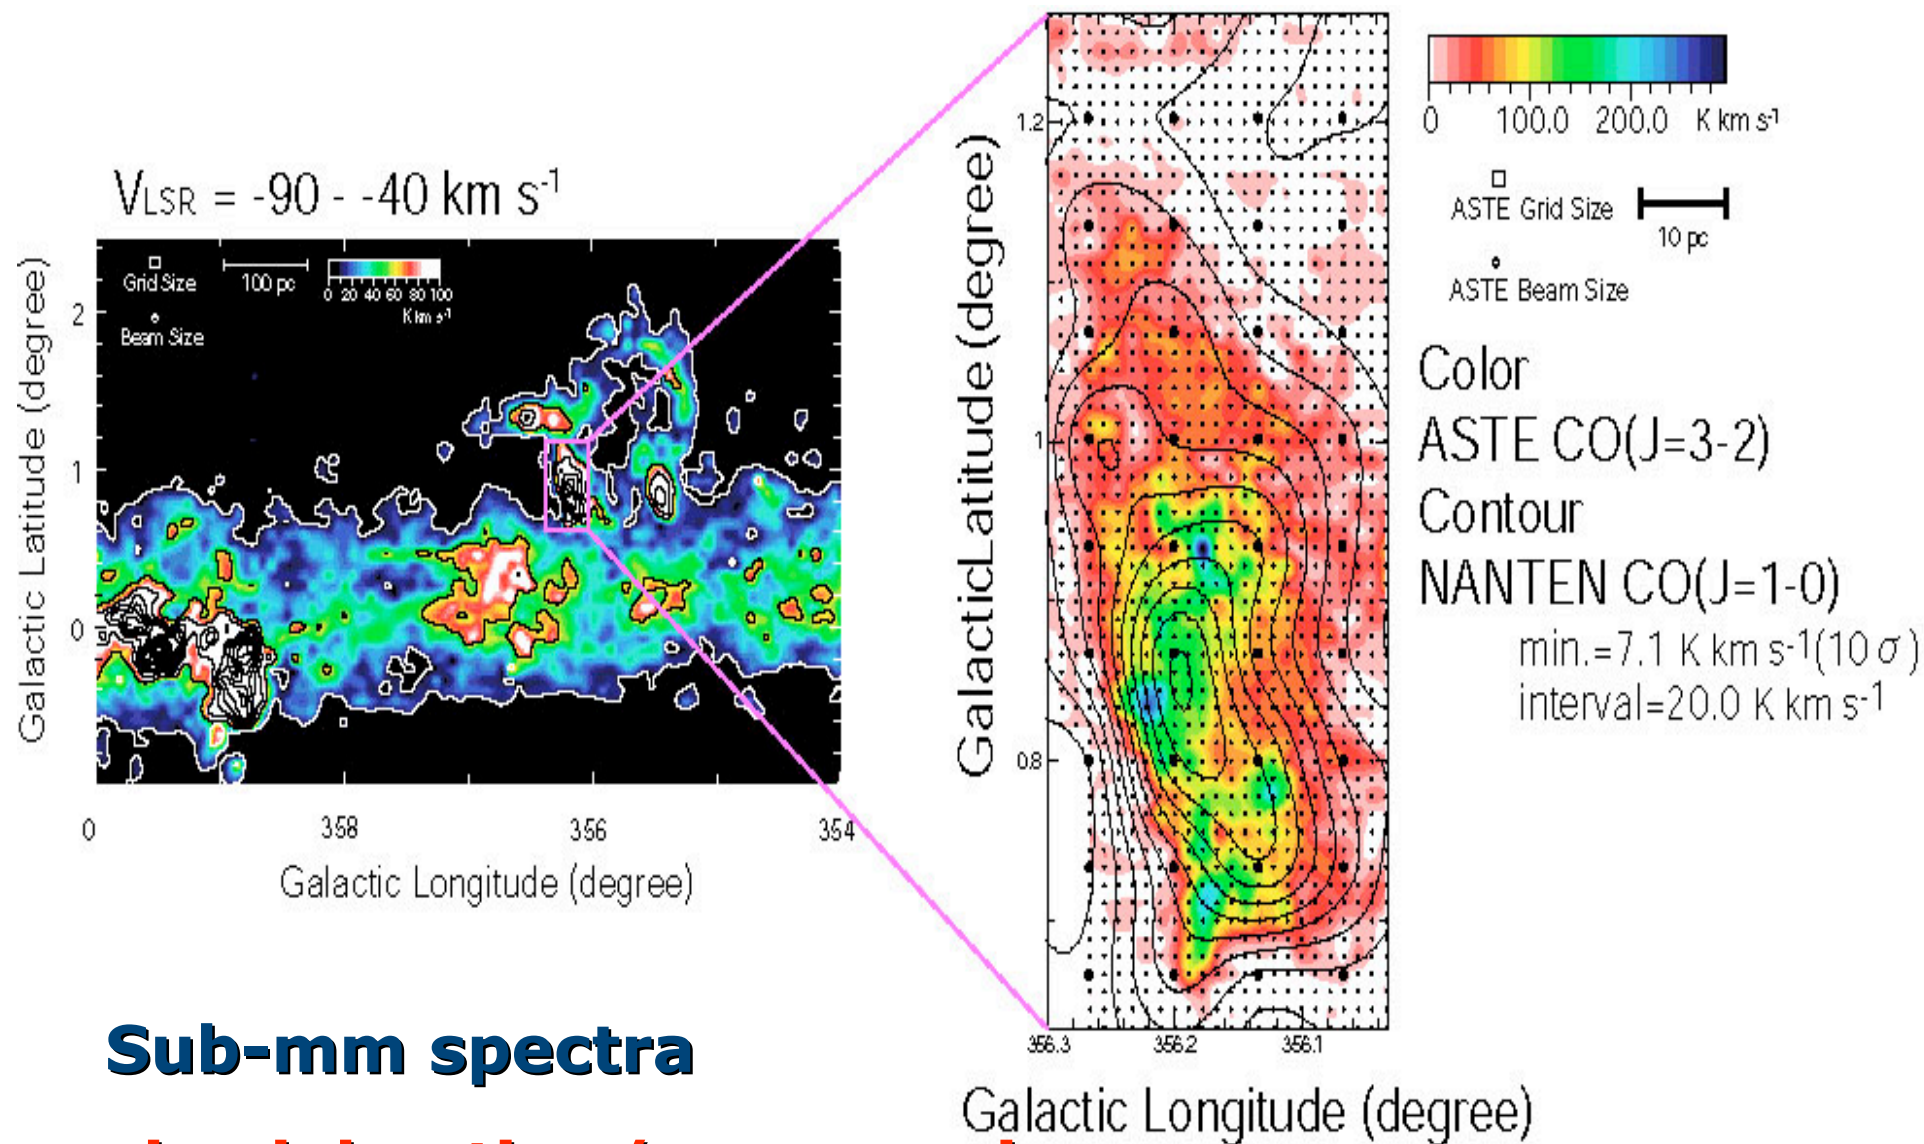 VLSR = -90 - -40 km s-1
Grid Size
100 pc
0 20 40 60 80 100
K km s-1
Beam Size
Galactic Latitude (degree)
2
1
0
0 358 356 354
Galactic Longitude (degree)
GalacticLatitude (degree)
1.2
1
0.8
356.3 356.2 356.1
Galactic Longitude (degree)
0 100.0 200.0 K km s-1
ASTE Grid Size
10 pc
ASTE Beam Size
Color
ASTE CO(J=3-2)
Contour
NANTEN CO(J=1-0)
min.=7.1 K km s-1(10 σ)
interval=20.0 K km s-1
Sub-mm spectra